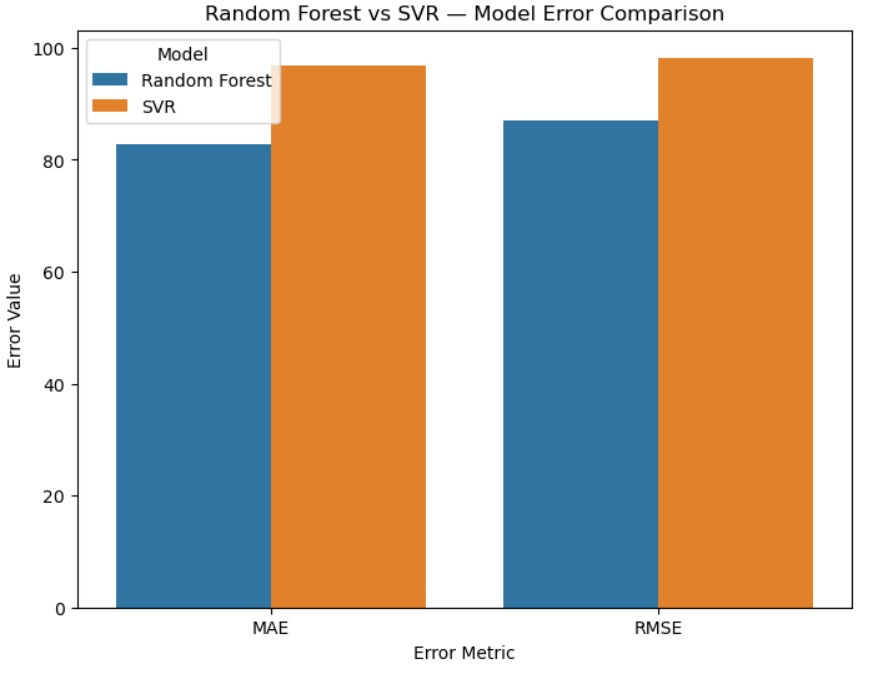 Random Forest vs SVR — Model Error Comparison
Model
Random Forest
SVR
100
80
60
40
20
0
Error Value
MAE
RMSE
Error Metric